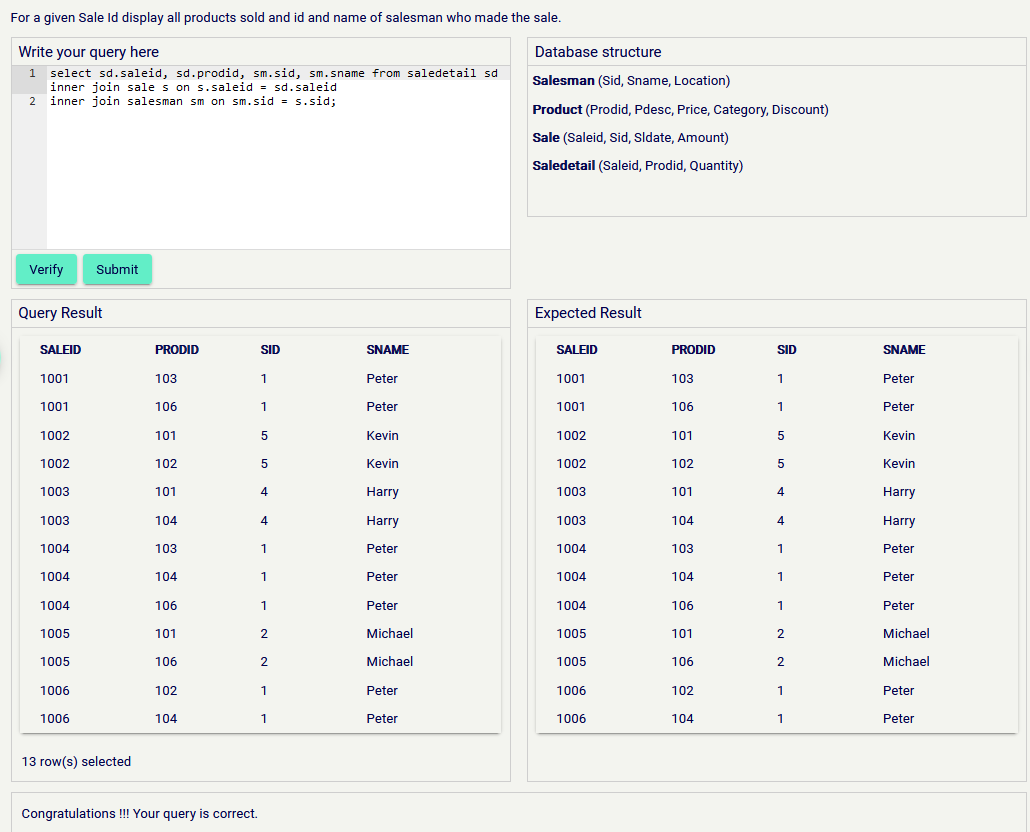 For a given Sale Id display all products sold and id and name of salesman who made the sale.
Write your query here
1 select sd.saleid, sd.prodid, sm.sid, sm.sname from saledetail sd
inner join sale s on s.saleid = sd.saleid
2 inner join salesman sm on sm.sid = s.sid;
Verify Submit
Database structure
Salesman (Sid, Sname, Location)
Product (Prodid, Pdesc, Price, Category, Discount)
Sale (Saleid, Sid, Sldate, Amount)
Saledetail (Saleid, Prodid, Quantity)
Query Result
SALEID PRODID SID SNAME
1001 103 1 Peter
1001 106 1 Peter
1002 101 5 Kevin
1002 102 5 Kevin
1003 101 4 Harry
1003 104 4 Harry
1004 103 1 Peter
1004 104 1 Peter
1004 106 1 Peter
1005 101 2 Michael
1005 106 2 Michael
1006 102 1 Peter
1006 104 1 Peter
13 row(s) selected
Expected Result
SALEID PRODID SID SNAME
1001 103 1 Peter
1001 106 1 Peter
1002 101 5 Kevin
1002 102 5 Kevin
1003 101 4 Harry
1003 104 4 Harry
1004 103 1 Peter
1004 104 1 Peter
1004 106 1 Peter
1005 101 2 Michael
1005 106 2 Michael
1006 102 1 Peter
1006 104 1 Peter
Congratulations !!! Your query is correct.